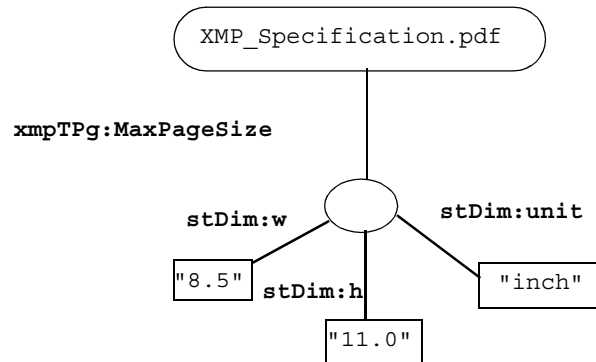 XMP_Specification.pdf
xmpTPg:MaxPageSize
stDim:w
stDim:unit
"8.5"
stDim:h
"inch"
"11.0"